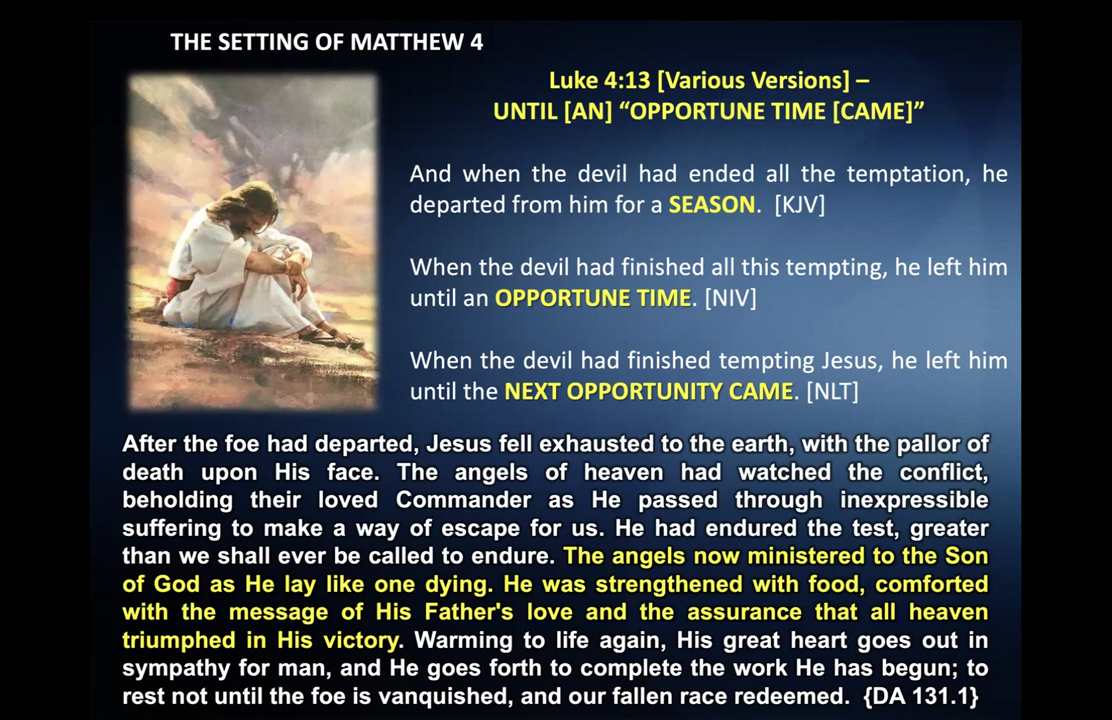 THE SETTING OF MATTHEW 4
Luke 4:13 [Various Versions] –
UNTIL [AN] “OPPORTUNE TIME [CAME]”
And when the devil had ended all the temptation, he
departed from him for a SEASON. [KJV]
When the devil had finished all this tempting, he left him
until an OPPORTUNE TIME. [NIV]
When the devil had finished tempting Jesus, he left him
until the NEXT OPPORTUNITY CAME. [NLT]
After the foe had departed, Jesus fell exhausted to the earth, with the pallor of
death upon His face. The angels of heaven had watched the conflict,
beholding their loved Commander as He passed through inexpressible
suffering to make a way of escape for us. He had endured the test, greater
than we shall ever be called to endure. The angels now ministered to the Son
of God as He lay like one dying. He was strengthened with food, comforted
with the message of His Father's love and the assurance that all heaven
triumphed in His victory. Warming to life again, His great heart goes out in
sympathy for man, and He goes forth to complete the work He has begun; to
rest not until the foe is vanquished, and our fallen race redeemed. {DA 131.1}